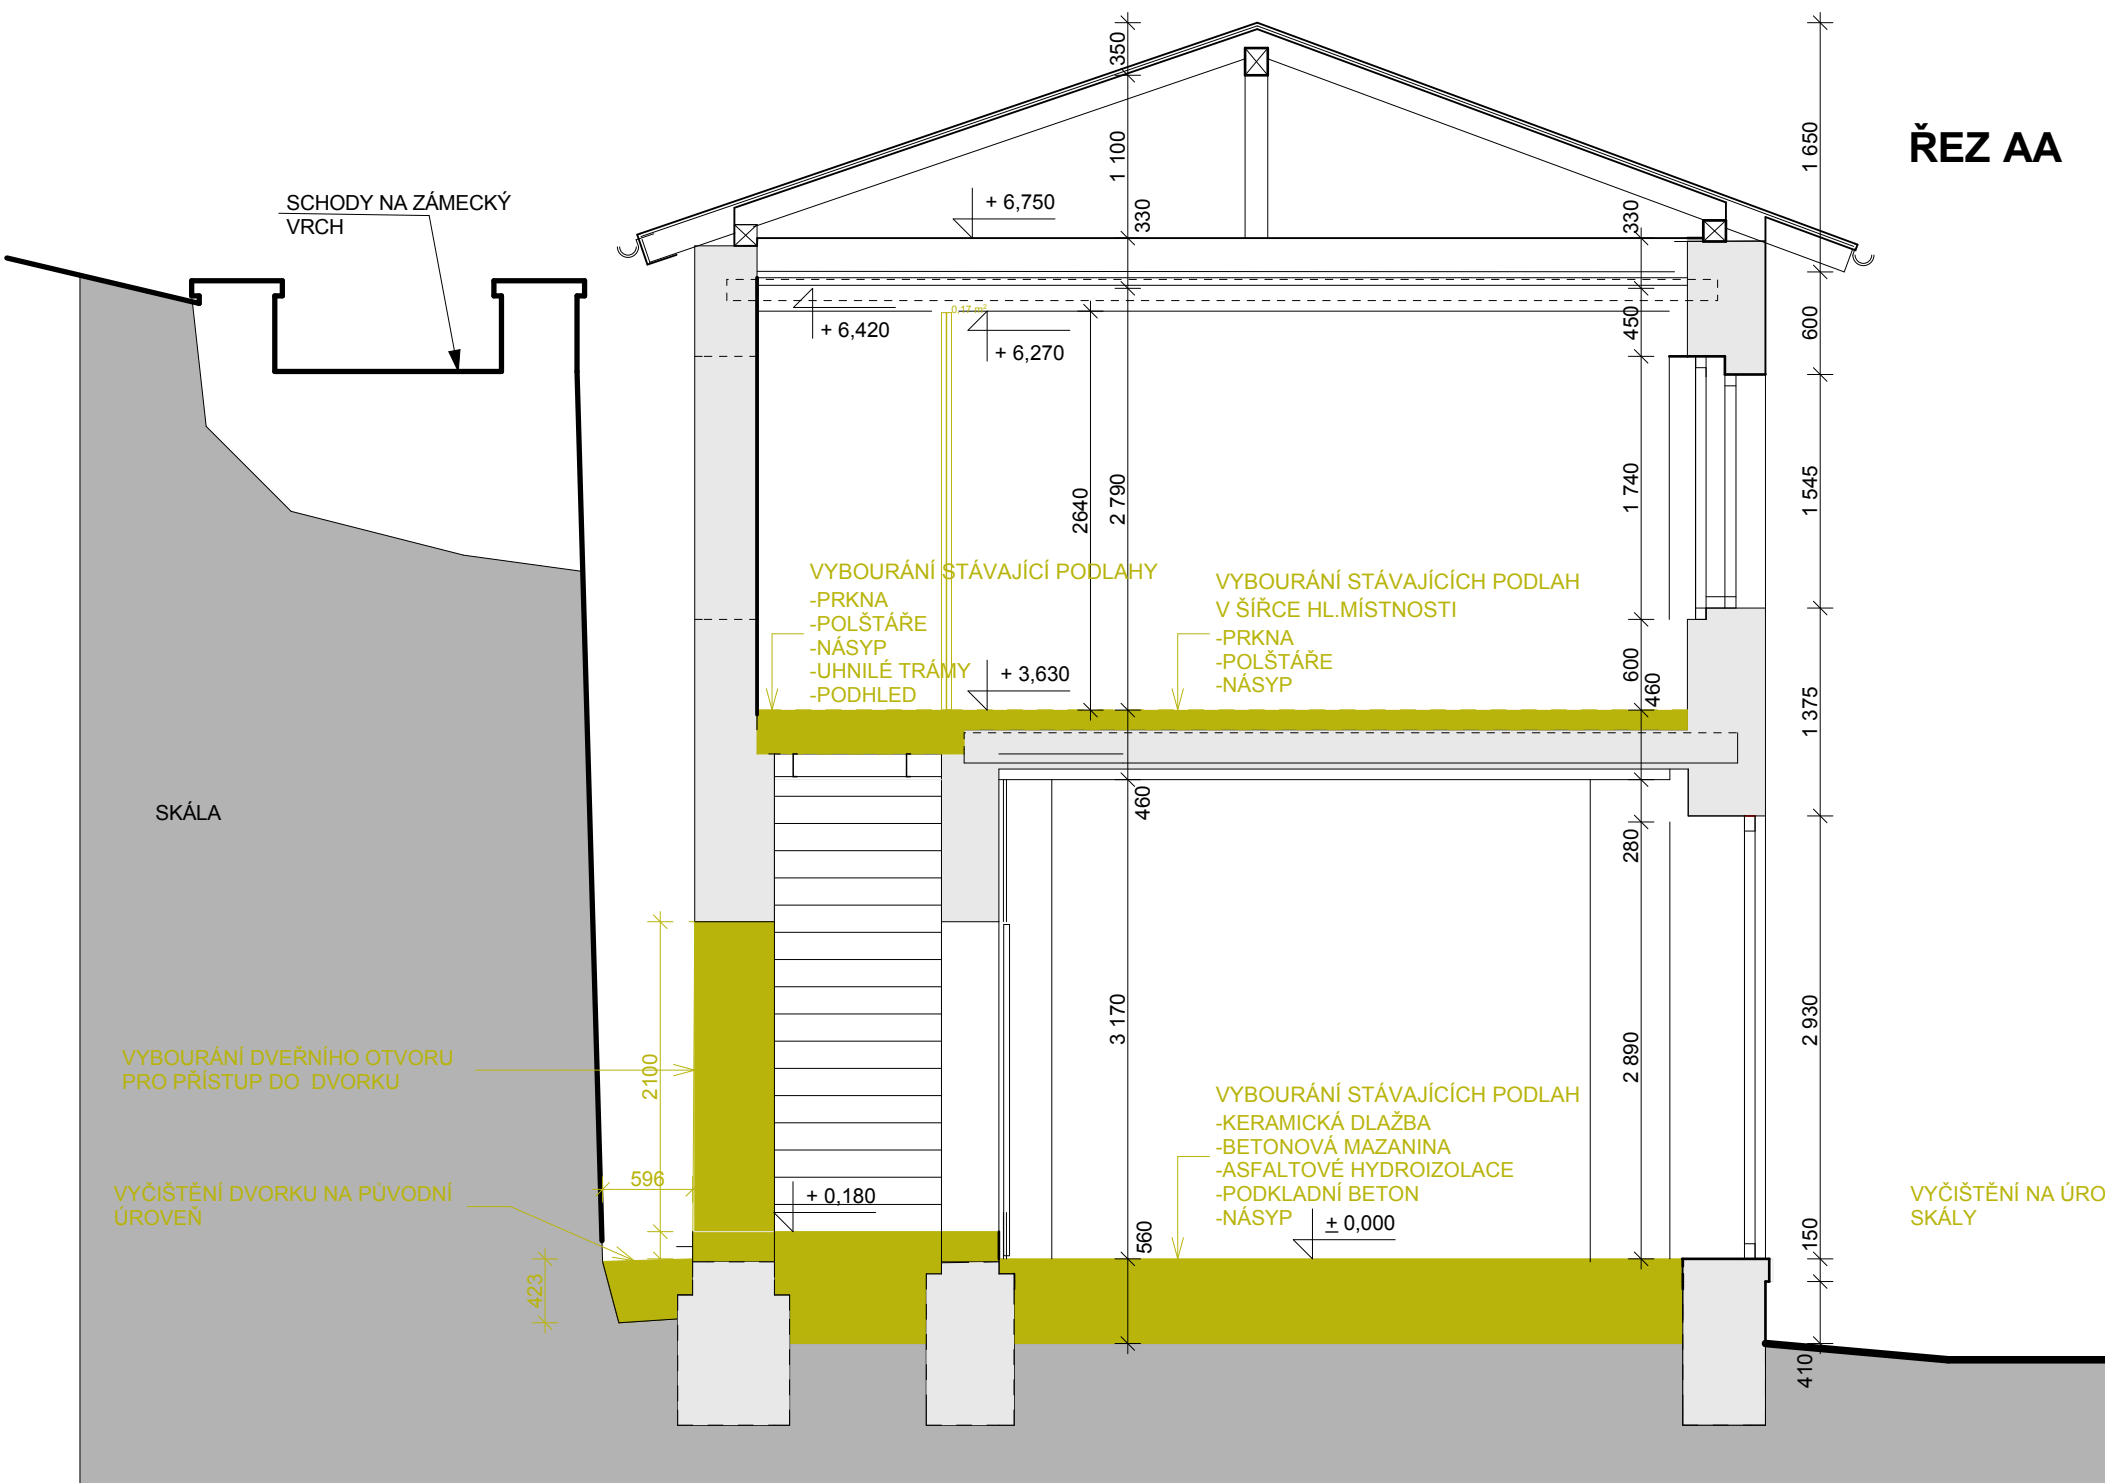 ŘEZ AA
350
1 100
330
+ 6,750
330
1 650
SCHODY NA ZÁMECKÝ
VRCH
+ 6,420
0,17 m²
+ 6,270
450
600
2640
2 790
1 740
1 545
VYBOURÁNÍ STÁVAJÍCÍ PODLAHY
-PRKNA
-POLŠTÁŘE
-NÁSYP
-UHNILÉ TRÁMY
-PODHLED
VYBOURÁNÍ STÁVAJÍCÍCH PODLAH
V ŠÍŘCE HL.MÍSTNOSTI
-PRKNA
-POLŠTÁŘE
-NÁSYP
+ 3,630
600
460
1 375
SKÁLA
460
280
3 170
2 890
2 930
VYBOURÁNÍ DVEŘNÍHO OTVORU
PRO PŘÍSTUP DO DVORKU
2100
VYBOURÁNÍ STÁVAJÍCÍCH PODLAH
-KERAMICKÁ DLAŽBA
-BETONOVÁ MAZANINA
-ASFALTOVÉ HYDROIZOLACE
-PODKLADNÍ BETON
-NÁSYP
VYČIŠTĚNÍ DVORKU NA PŮVODNÍ
ÚROVEŇ
596
+ 0,180
± 0,000
VYČIŠTĚNÍ NA ÚRO
SKÁLY
560
150
423
410